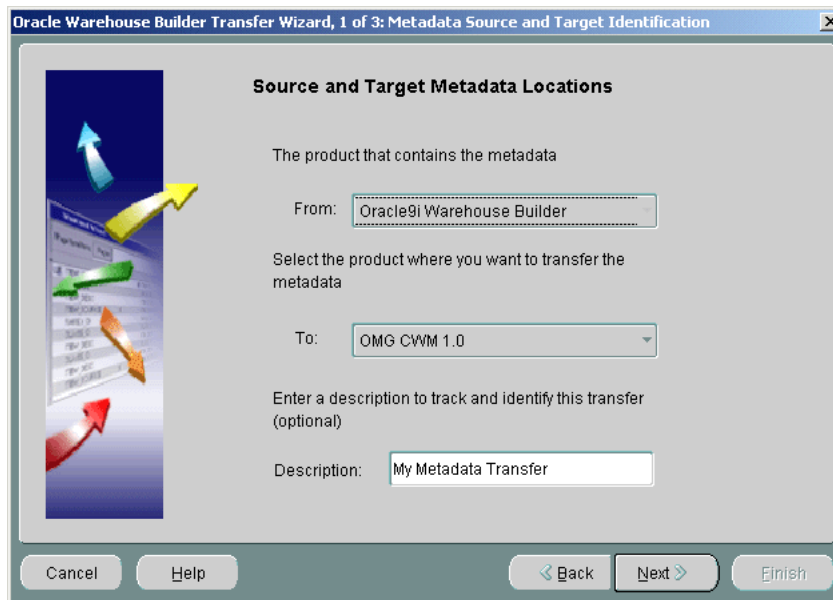 Oracle Warehouse Builder Transfer Wizard, 1 of 3: Metadata Source and Target Identification
Source and Target Metadata Locations
The product that contains the metadata
From: Oracle9i Warehouse Builder
Select the product where you want to transfer the
metadata
To: OMG CWM 1.0
Enter a description to track and identify this transfer
(optional)
Description: My Metadata Transfer
Cancel Help Back Next Finish